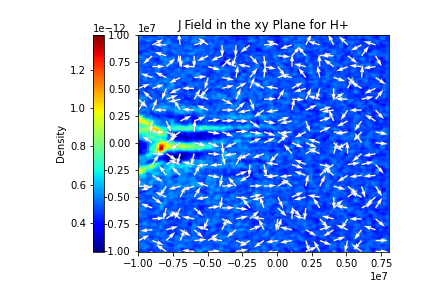 J Field in the xy Plane for H+
1e−12
1e7
1.2
1.0
0.8
0.6
0.4
Density
1.00
0.75
0.50
0.25
0.00
−0.25
−0.50
−0.75
−1.00
−1.00 −0.75 −0.50 −0.25 0.00 0.25 0.50 0.75
1e7